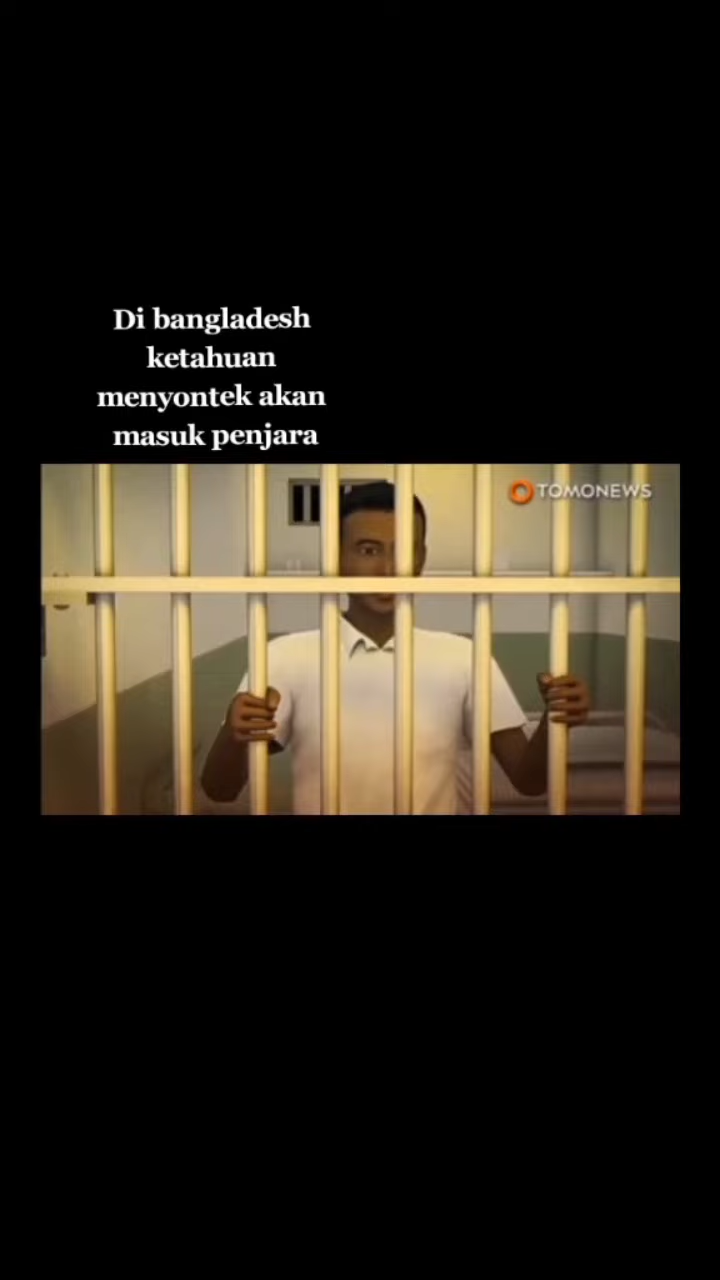 Di bangladesh
ketahuan
menyontek akan
masuk penjara
TOMONEWS